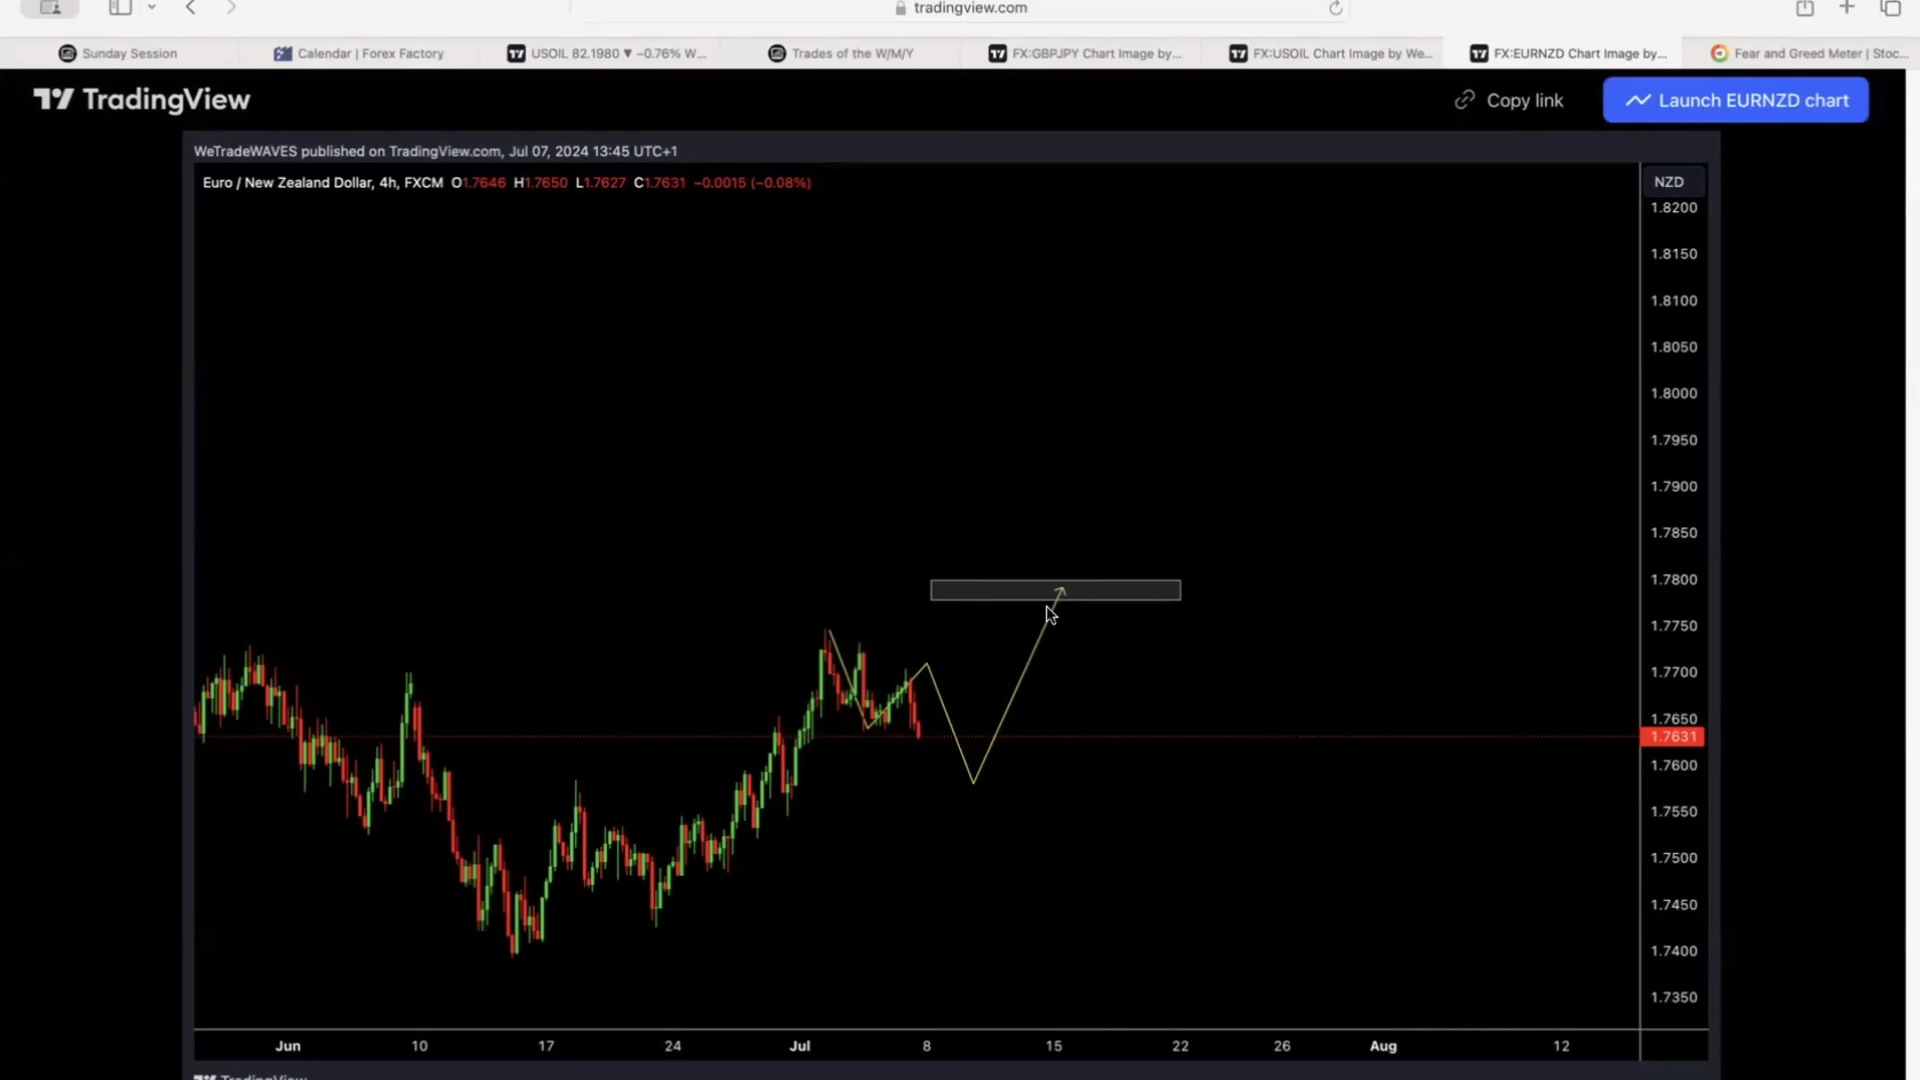 tradingview.com
Sunday Session
Calendar | Forex Factory
USOIL 82.1980 ▼ −0.76% W...
Trades of the W/M/Y
FX:GBPJPY Chart Image by...
FX:USOIL Chart Image by We...
FX:EURNZD Chart Image by...
Fear and Greed Meter | Stoc...
TradingView
Copy link
Launch EURNZD chart
WeTradeWAVES published on TradingView.com, Jul 07, 2024 13:45 UTC+1
Euro / New Zealand Dollar, 4h, FXCM O1.7646 H1.7650 L1.7627 C1.7631 −0.0015 (−0.08%)
NZD
1.8200
1.8150
1.8100
1.8050
1.8000
1.7950
1.7900
1.7850
1.7800
1.7750
1.7700
1.7650
1.7631
1.7600
1.7550
1.7500
1.7450
1.7400
1.7350
Jun 10 17 24 Jul 8 15 22 26 Aug 12
TradingView